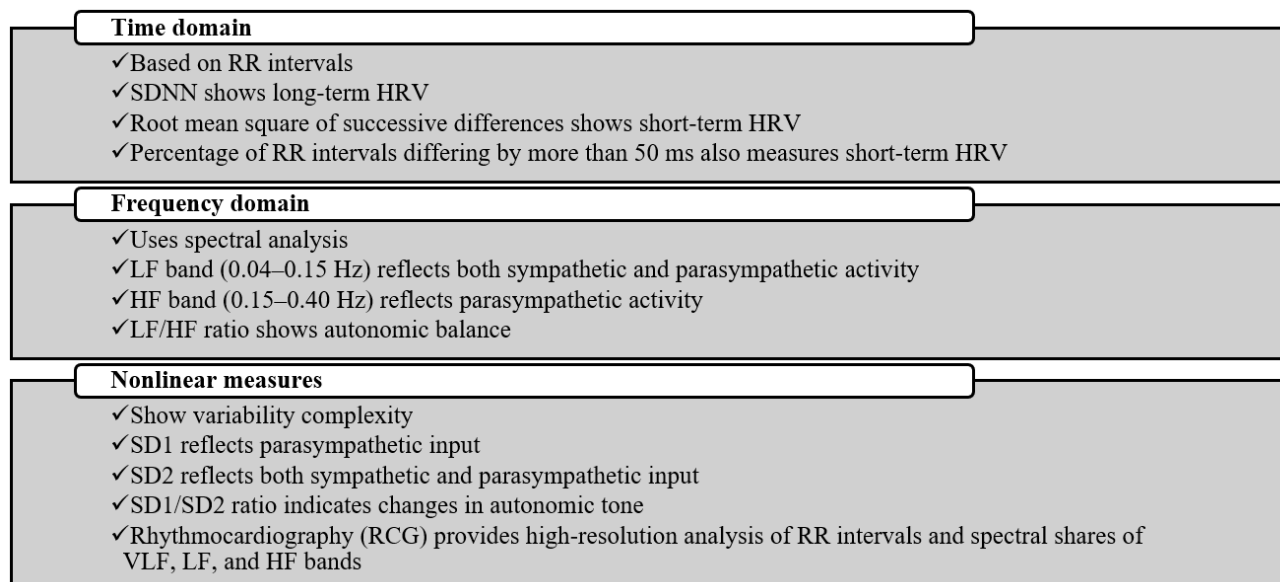 Time domain
✓Based on RR intervals
✓SDNN shows long-term HRV
✓Root mean square of successive differences shows short-term HRV
✓Percentage of RR intervals differing by more than 50 ms also measures short-term HRV
Frequency domain
✓Uses spectral analysis
✓LF band (0.04–0.15 Hz) reflects both sympathetic and parasympathetic activity
✓HF band (0.15–0.40 Hz) reflects parasympathetic activity
✓LF/HF ratio shows autonomic balance
Nonlinear measures
✓Show variability complexity
✓SD1 reflects parasympathetic input
✓SD2 reflects both sympathetic and parasympathetic input
✓SD1/SD2 ratio indicates changes in autonomic tone
✓Rhythmocardiography (RCG) provides high-resolution analysis of RR intervals and spectral shares of
VLF, LF, and HF bands